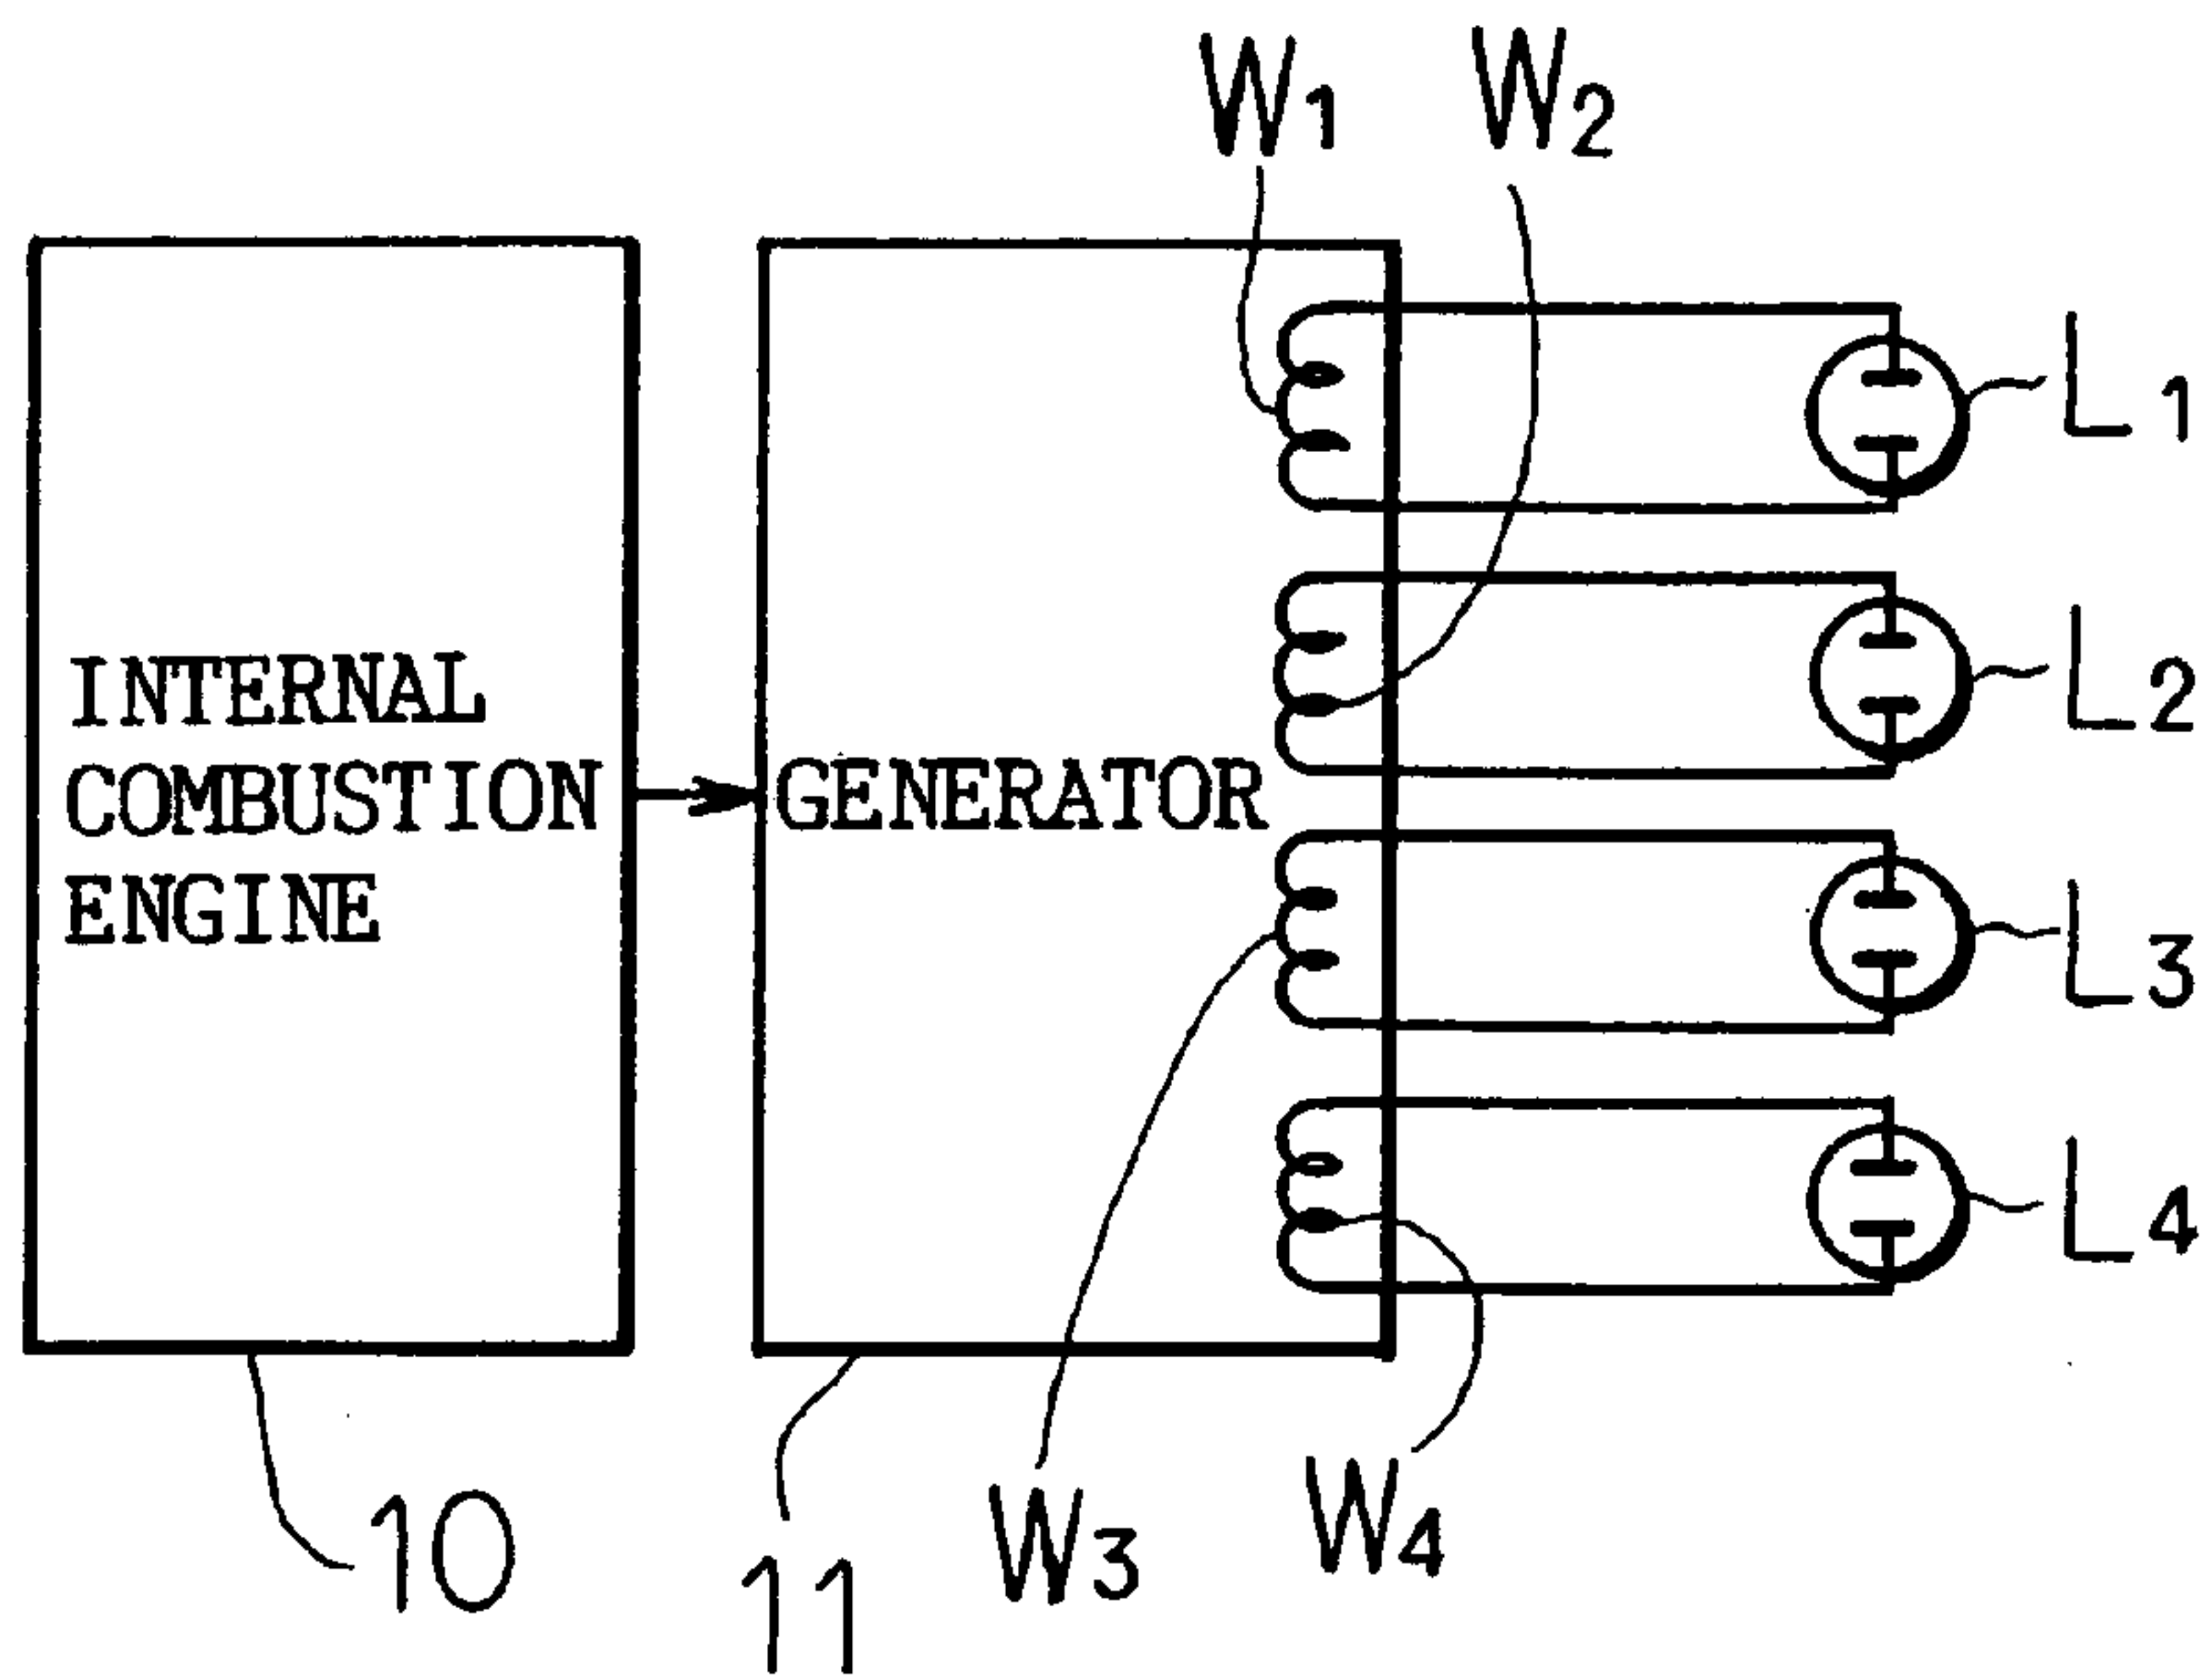 W1
W2
L1
INTERNAL
COMBUSTION
ENGINE
GENERATOR
L2
L3
L4
10
11
W3
W4